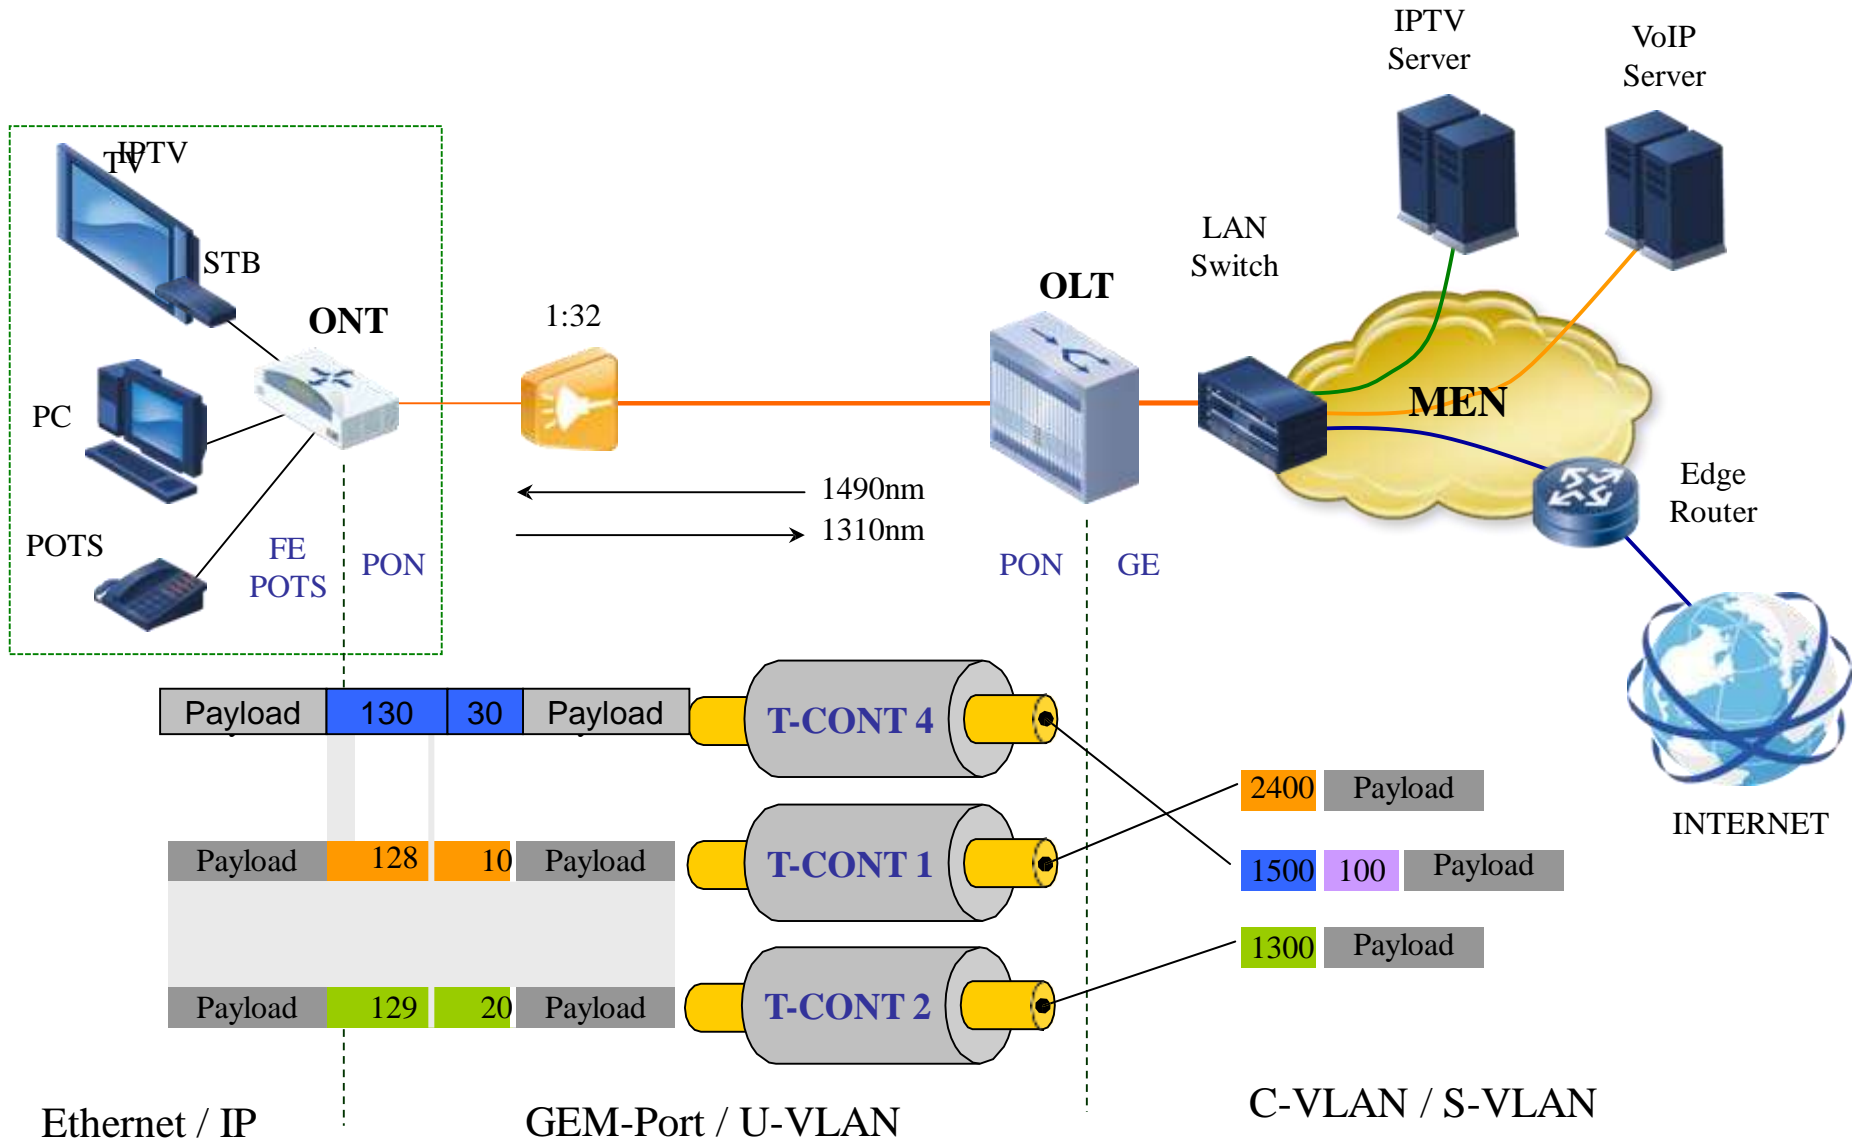 IPTV
Server
VoIP
Server
TV
IPTV
STB
LAN
Switch
OLT
ONT
1:32
MEN
PC
Edge
Router
1490nm
1310nm
POTS
FE
POTS
PON
PON
GE
Payload 130 30 Payload
T-CONT 4
2400 Payload
INTERNET
Payload 128 10 Payload
T-CONT 1
1500 100 Payload
1300 Payload
Payload 129 20 Payload
T-CONT 2
Ethernet / IP
GEM-Port / U-VLAN
C-VLAN / S-VLAN